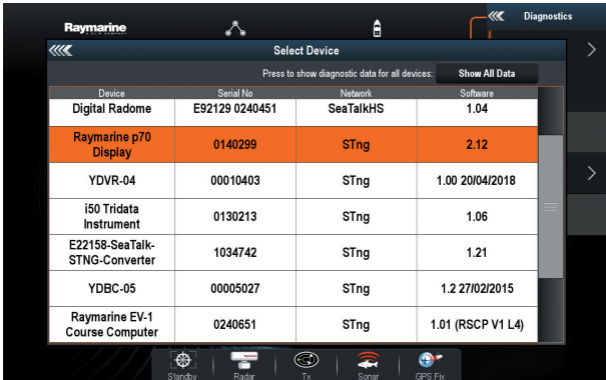 Raymarine
Diagnostics
Select Device
Press to show diagnostic data for all devices: Show All Data
Device Serial No Network Software
Digital Radome E92129 0240451 SeaTalkHS 1.04
Raymarine p70
Display
0140299 STng 2.12
YDVR-04 00010403 STng 1.00 20/04/2018
i50 Tridata
Instrument
0130213 STng 1.06
E22158-SeaTalk-
STNG-Converter
1034742 STng 1.21
YDBC-05 00005027 STng 1.2 27/02/2015
Raymarine EV-1
Course Computer
0240651 STng 1.01 (RSCP V1 L4)
Standby Radar Tx Sonar GPS Fix